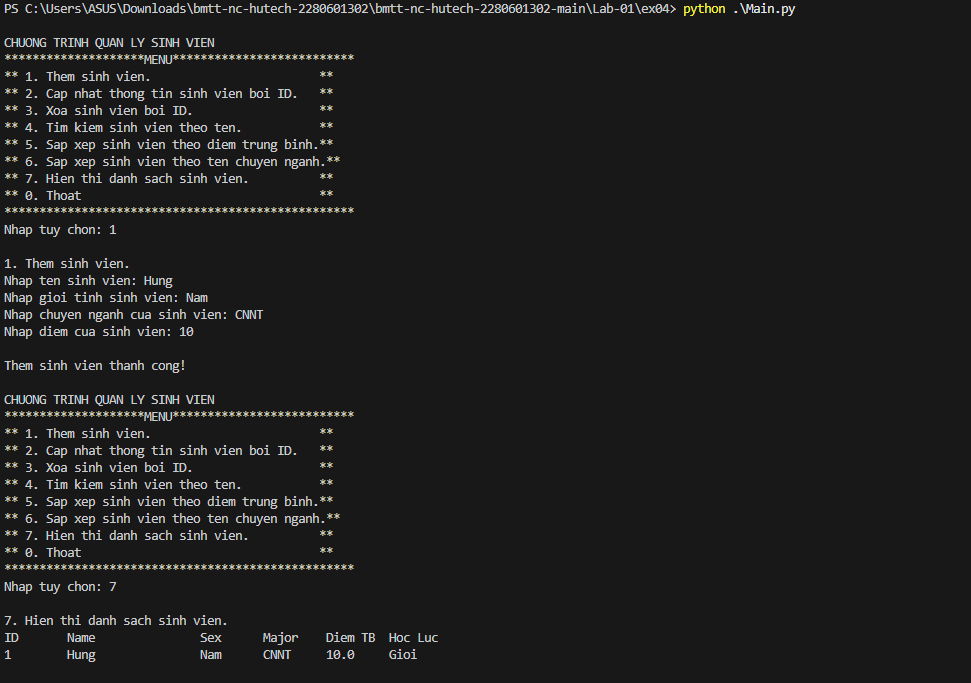 PS C:\Users\ASUS\Downloads\bmtt-nc-hutech-2280601302\bmtt-nc-hutech-2280601302-main\Lab-01\ex04> python .\Main.py
CHUONG TRINH QUAN LY SINH VIEN
********************MENU**************************
** 1. Them sinh vien.                        **
** 2. Cap nhat thong tin sinh vien boi ID.   **
** 3. Xoa sinh vien boi ID.                  **
** 4. Tim kiem sinh vien theo ten.           **
** 5. Sap xep sinh vien theo diem trung binh.**
** 6. Sap xep sinh vien theo ten chuyen nganh.**
** 7. Hien thi danh sach sinh vien.          **
** 0. Thoat                                  **
**************************************************
Nhap tuy chon: 1
1. Them sinh vien.
Nhap ten sinh vien: Hung
Nhap gioi tinh sinh vien: Nam
Nhap chuyen nganh cua sinh vien: CNNT
Nhap diem cua sinh vien: 10
Them sinh vien thanh cong!
CHUONG TRINH QUAN LY SINH VIEN
********************MENU**************************
** 1. Them sinh vien.                        **
** 2. Cap nhat thong tin sinh vien boi ID.   **
** 3. Xoa sinh vien boi ID.                  **
** 4. Tim kiem sinh vien theo ten.           **
** 5. Sap xep sinh vien theo diem trung binh.**
** 6. Sap xep sinh vien theo ten chuyen nganh.**
** 7. Hien thi danh sach sinh vien.          **
** 0. Thoat                                  **
**************************************************
Nhap tuy chon: 7
7. Hien thi danh sach sinh vien.
ID       Name               Sex      Major    Diem TB  Hoc Luc
1        Hung               Nam      CNNT     10.0     Gioi